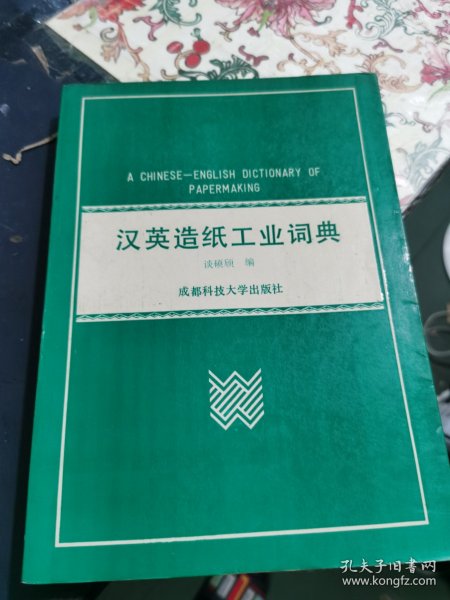 A CHINESE—ENGLISH DICTIONARY OF
PAPERMAKING
汉英造纸工业词典
谈硕颀 编
成都科技大学出版社
孔夫子旧书网
www.kongfz.com